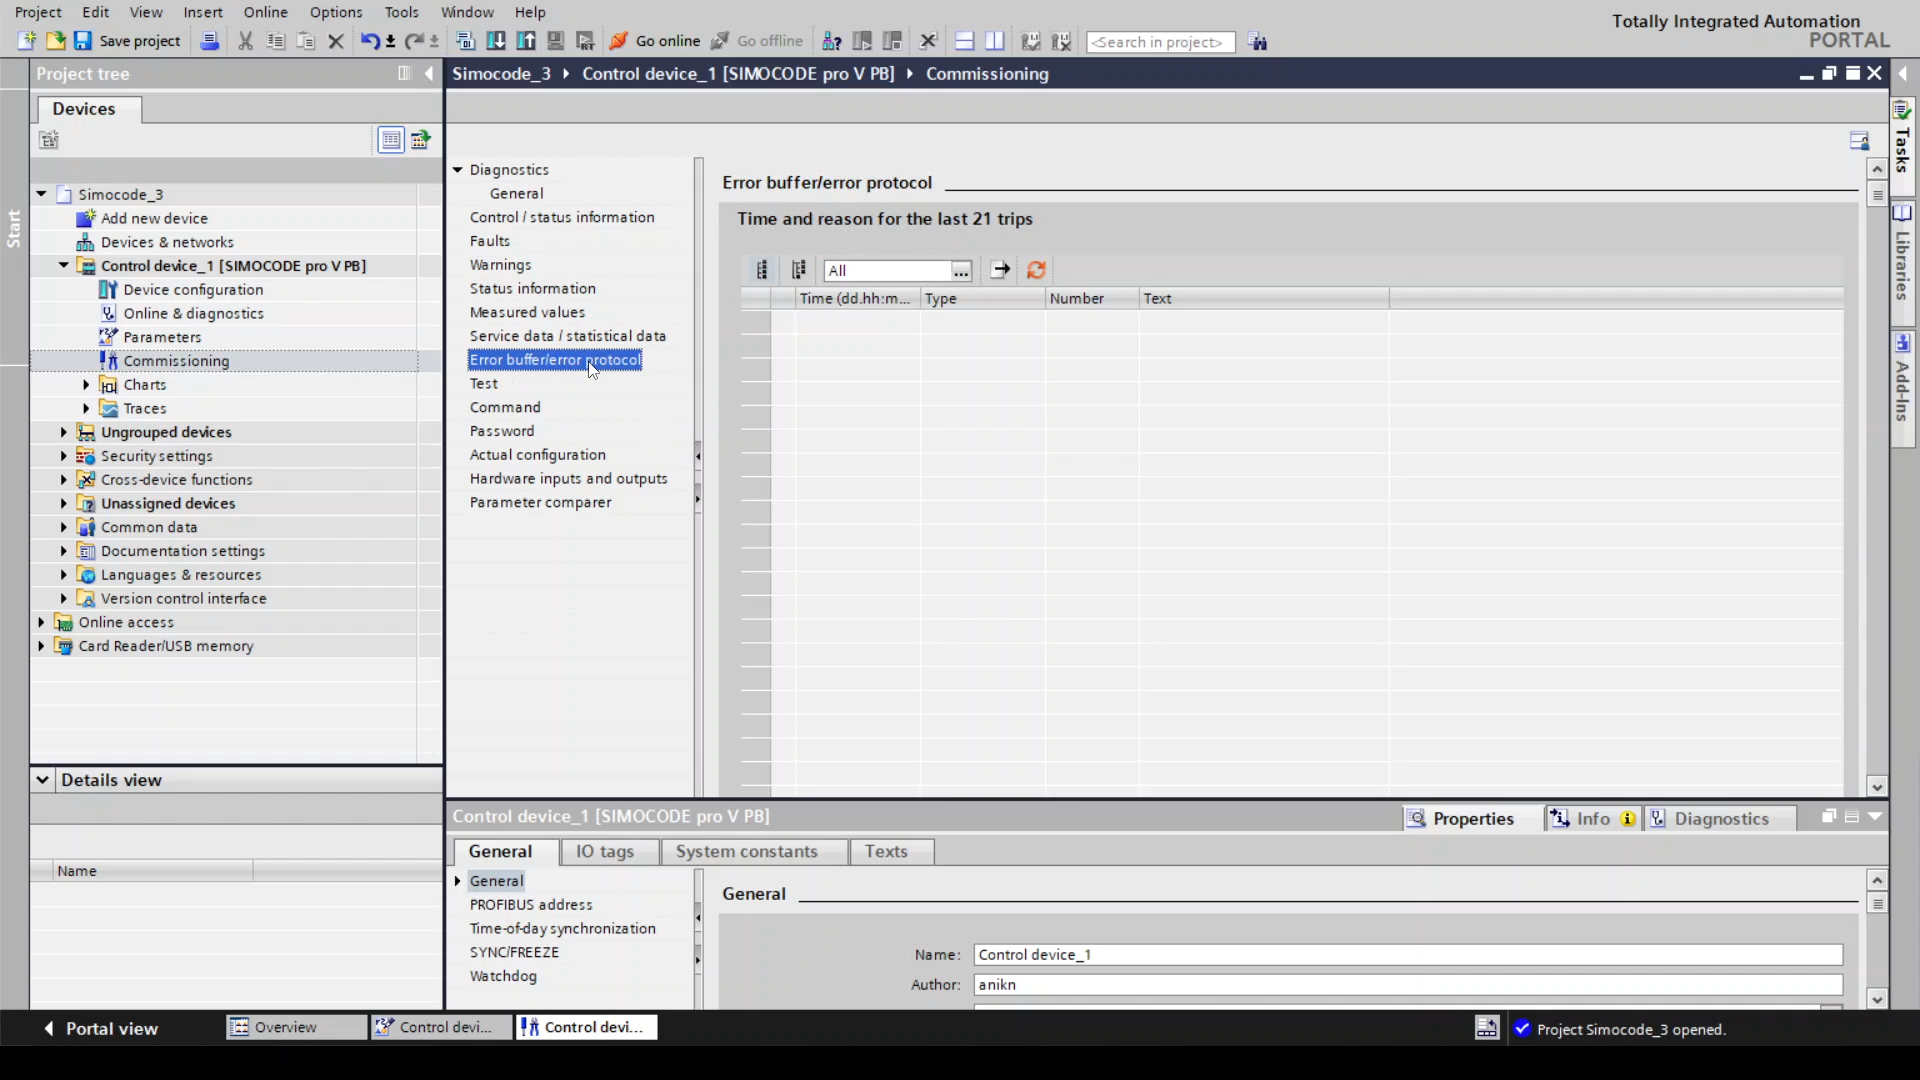 Project Edit View Insert Online Options Tools Window Help
Totally Integrated Automation
PORTAL
Save project Go online Go offline <Search in project>
Project tree
Simocode_3 Control device_1 [SIMOCODE pro V PB] Commissioning
Devices
Start
Simocode_3
Add new device
Devices & networks
Control device_1 [SIMOCODE pro V PB]
Device configuration
Online & diagnostics
Parameters
Commissioning
Charts
Traces
Ungrouped devices
Security settings
Cross-device functions
Unassigned devices
Common data
Documentation settings
Languages & resources
Version control interface
Online access
Card Reader/USB memory
Details view
Name
Diagnostics
General
Control / status information
Faults
Warnings
Status information
Measured values
Service data / statistical data
Error buffer/error protocol
Test
Command
Password
Actual configuration
Hardware inputs and outputs
Parameter comparer
Error buffer/error protocol
Time and reason for the last 21 trips
All ...
Time (dd.hh:m... Type Number Text
Tasks
Libraries
Add-Ins
Control device_1 [SIMOCODE pro V PB]
Properties Info Diagnostics
General IO tags System constants Texts
General
PROFIBUS address
Time-of-day synchronization
SYNC/FREEZE
Watchdog
General
Name: Control device_1
Author: anikn
Portal view Overview Control devi... Control devi... Project Simocode_3 opened.